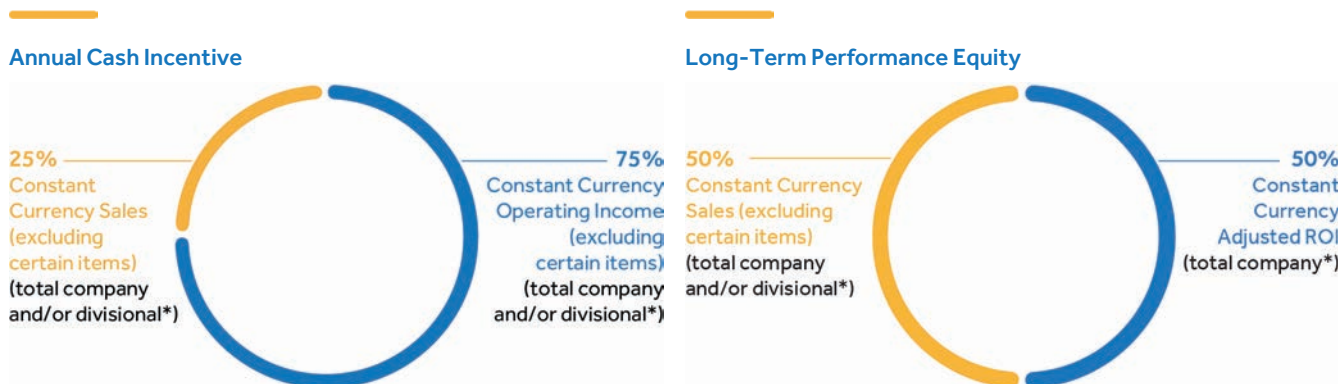 Annual Cash Incentive
25%
Constant
Currency Sales
(excluding
certain items)
(total company
and/or divisional*)
75%
Constant Currency
Operating Income
(excluding
certain items)
(total company
and/or divisional*)
Long-Term Performance Equity
50%
Constant Currency
Sales (excluding
certain items)
(total company
and/or divisional*)
50%
Constant
Currency
Adjusted ROI
(total company*)